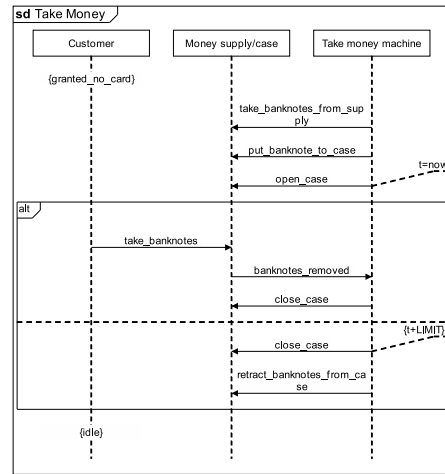 sd Take Money
Customer
Money supply/case
Take money machine
{granted_no_card}
take_banknotes_from_sup
ply
put_banknote_to_case
t=now
open_case
alt
take_banknotes
banknotes_removed
close_case
{t+LIMIT}
close_case
retract_banknotes_from_ca
se
{idle}